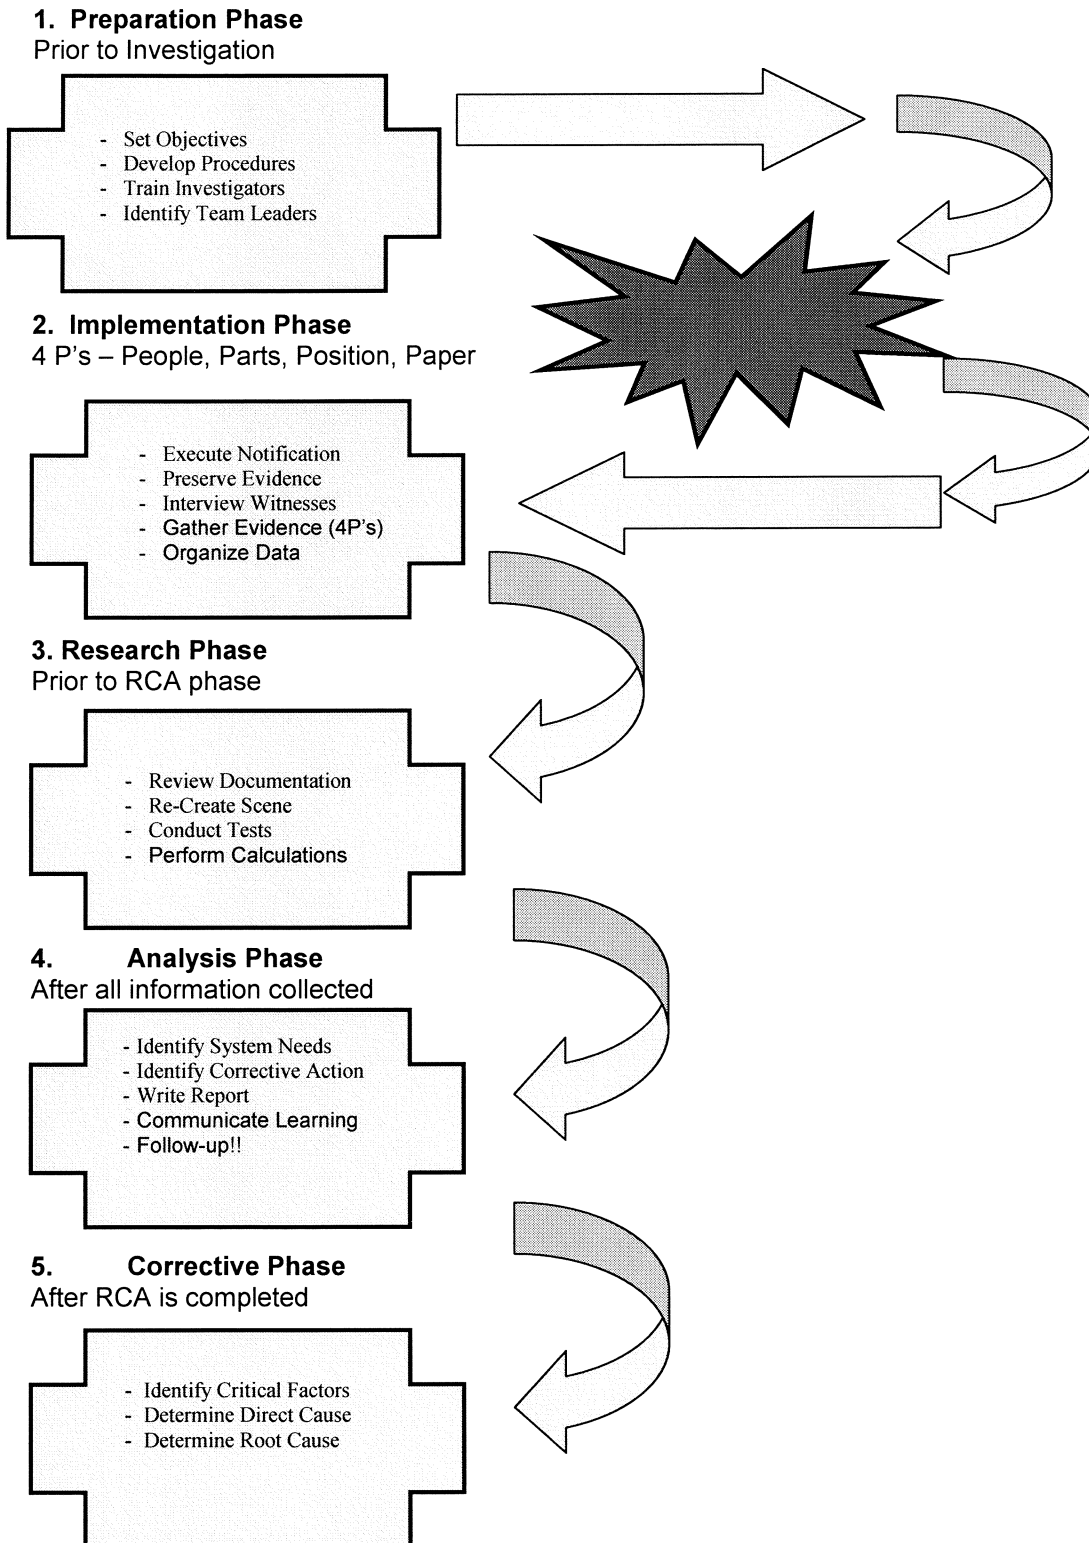 1. Preparation Phase
Prior to Investigation
- Set Objectives
- Develop Procedures
- Train Investigators
- Identify Team Leaders
2. Implementation Phase
4 P's – People, Parts, Position, Paper
- Execute Notification
- Preserve Evidence
- Interview Witnesses
- Gather Evidence (4P's)
- Organize Data
3. Research Phase
Prior to RCA phase
- Review Documentation
- Re-Create Scene
- Conduct Tests
- Perform Calculations
4. Analysis Phase
After all information collected
- Identify System Needs
- Identify Corrective Action
- Write Report
- Communicate Learning
- Follow-up!!
5. Corrective Phase
After RCA is completed
- Identify Critical Factors
- Determine Direct Cause
- Determine Root Cause